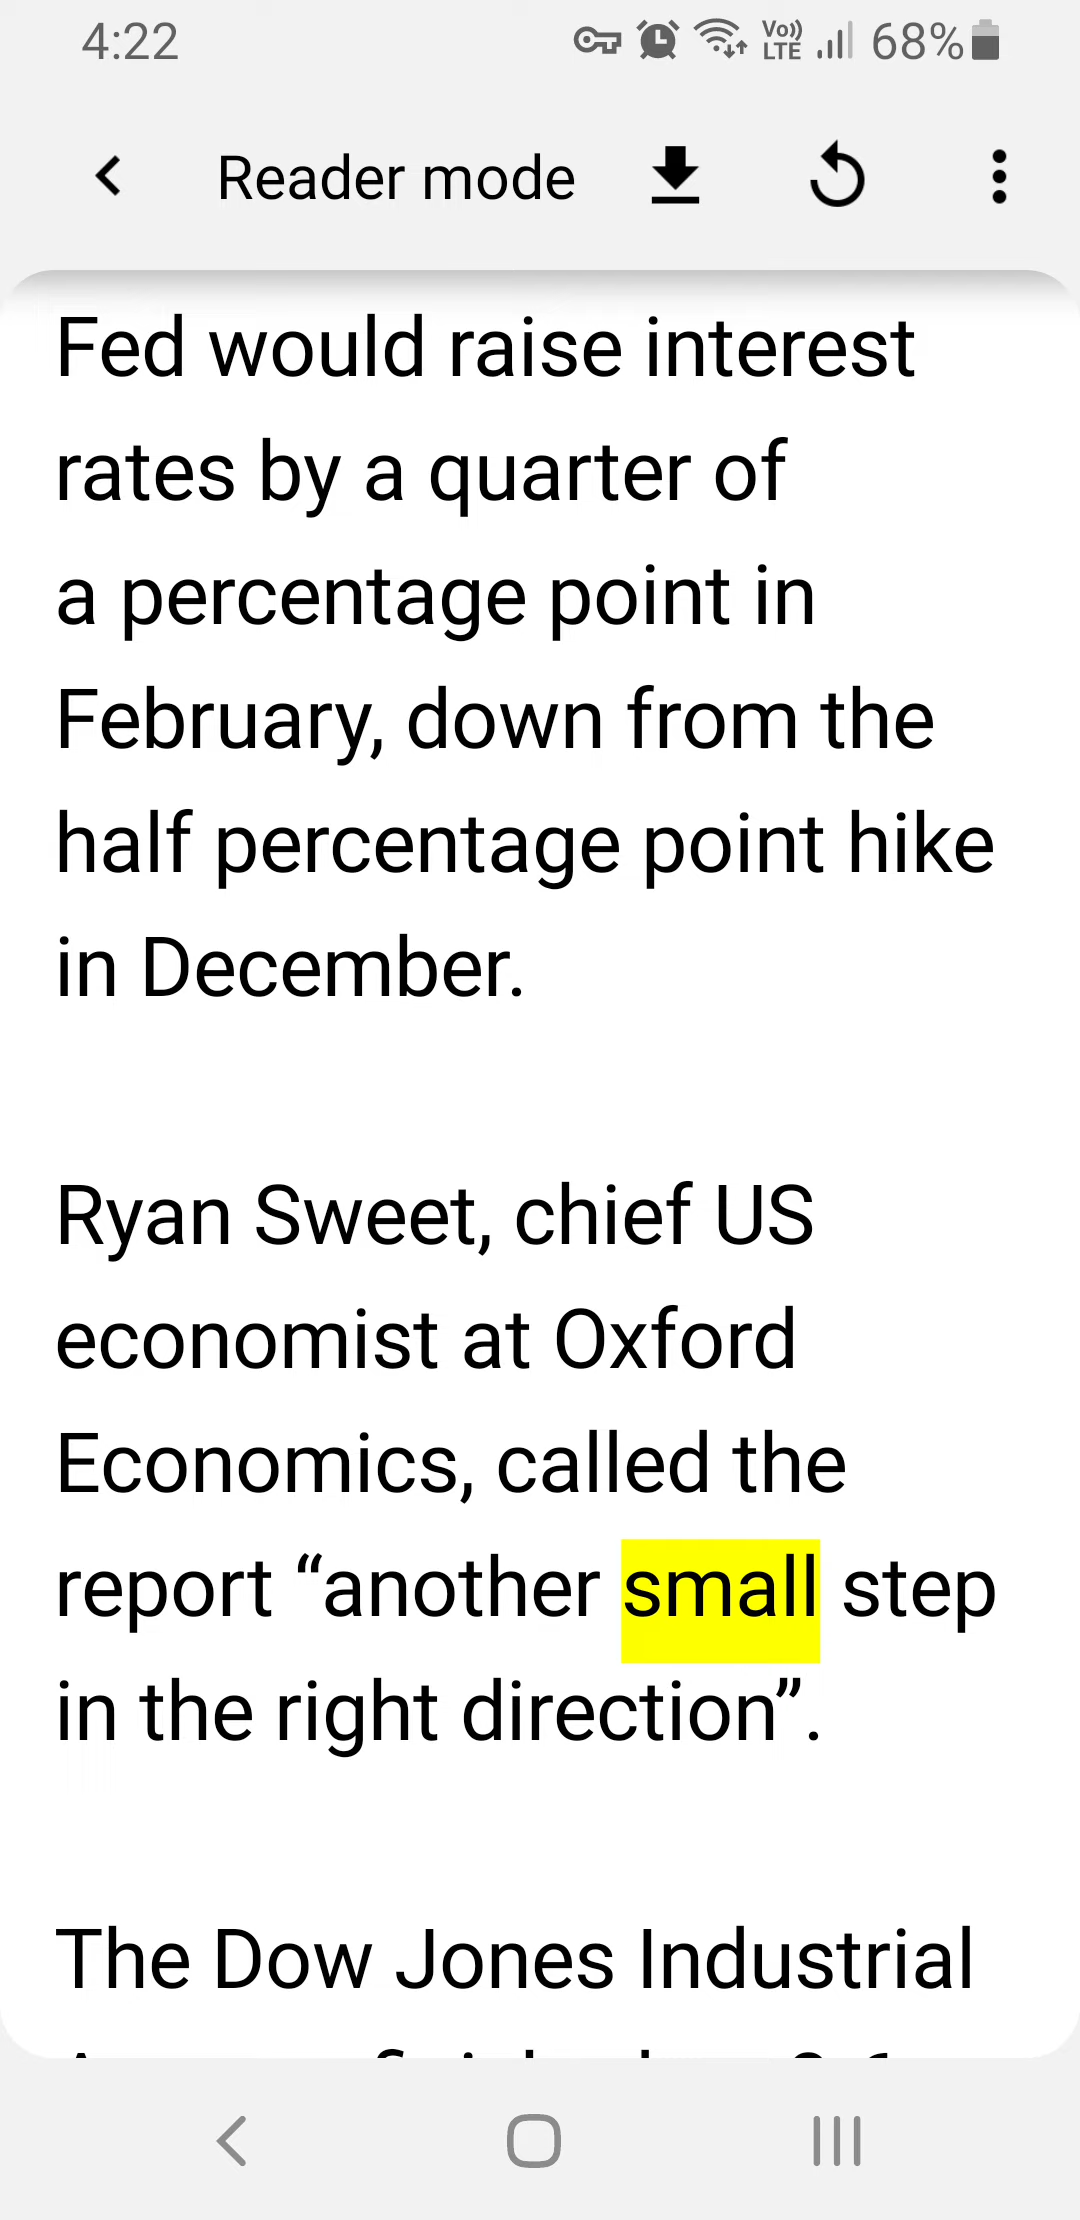 4:22
Vo)) LTE
68%
Reader mode
Fed would raise interest
rates by a quarter of
a percentage point in
February, down from the
half percentage point hike
in December.
Ryan Sweet, chief US
economist at Oxford
Economics, called the
report “another small step
in the right direction”.
The Dow Jones Industrial